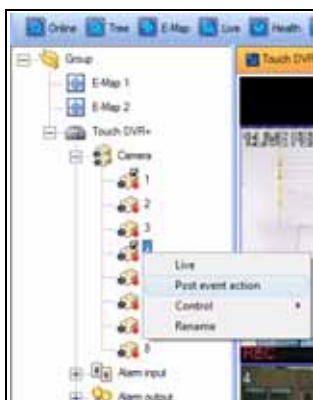 Online Tree E-Map Live Health
Group
Touch DVR
E-Map 1
E-Map 2
Touch DVR+
Camera
1
2
3
Live
Post event action
Control
Rename
REC
8
4
Alarm input
Alarm output